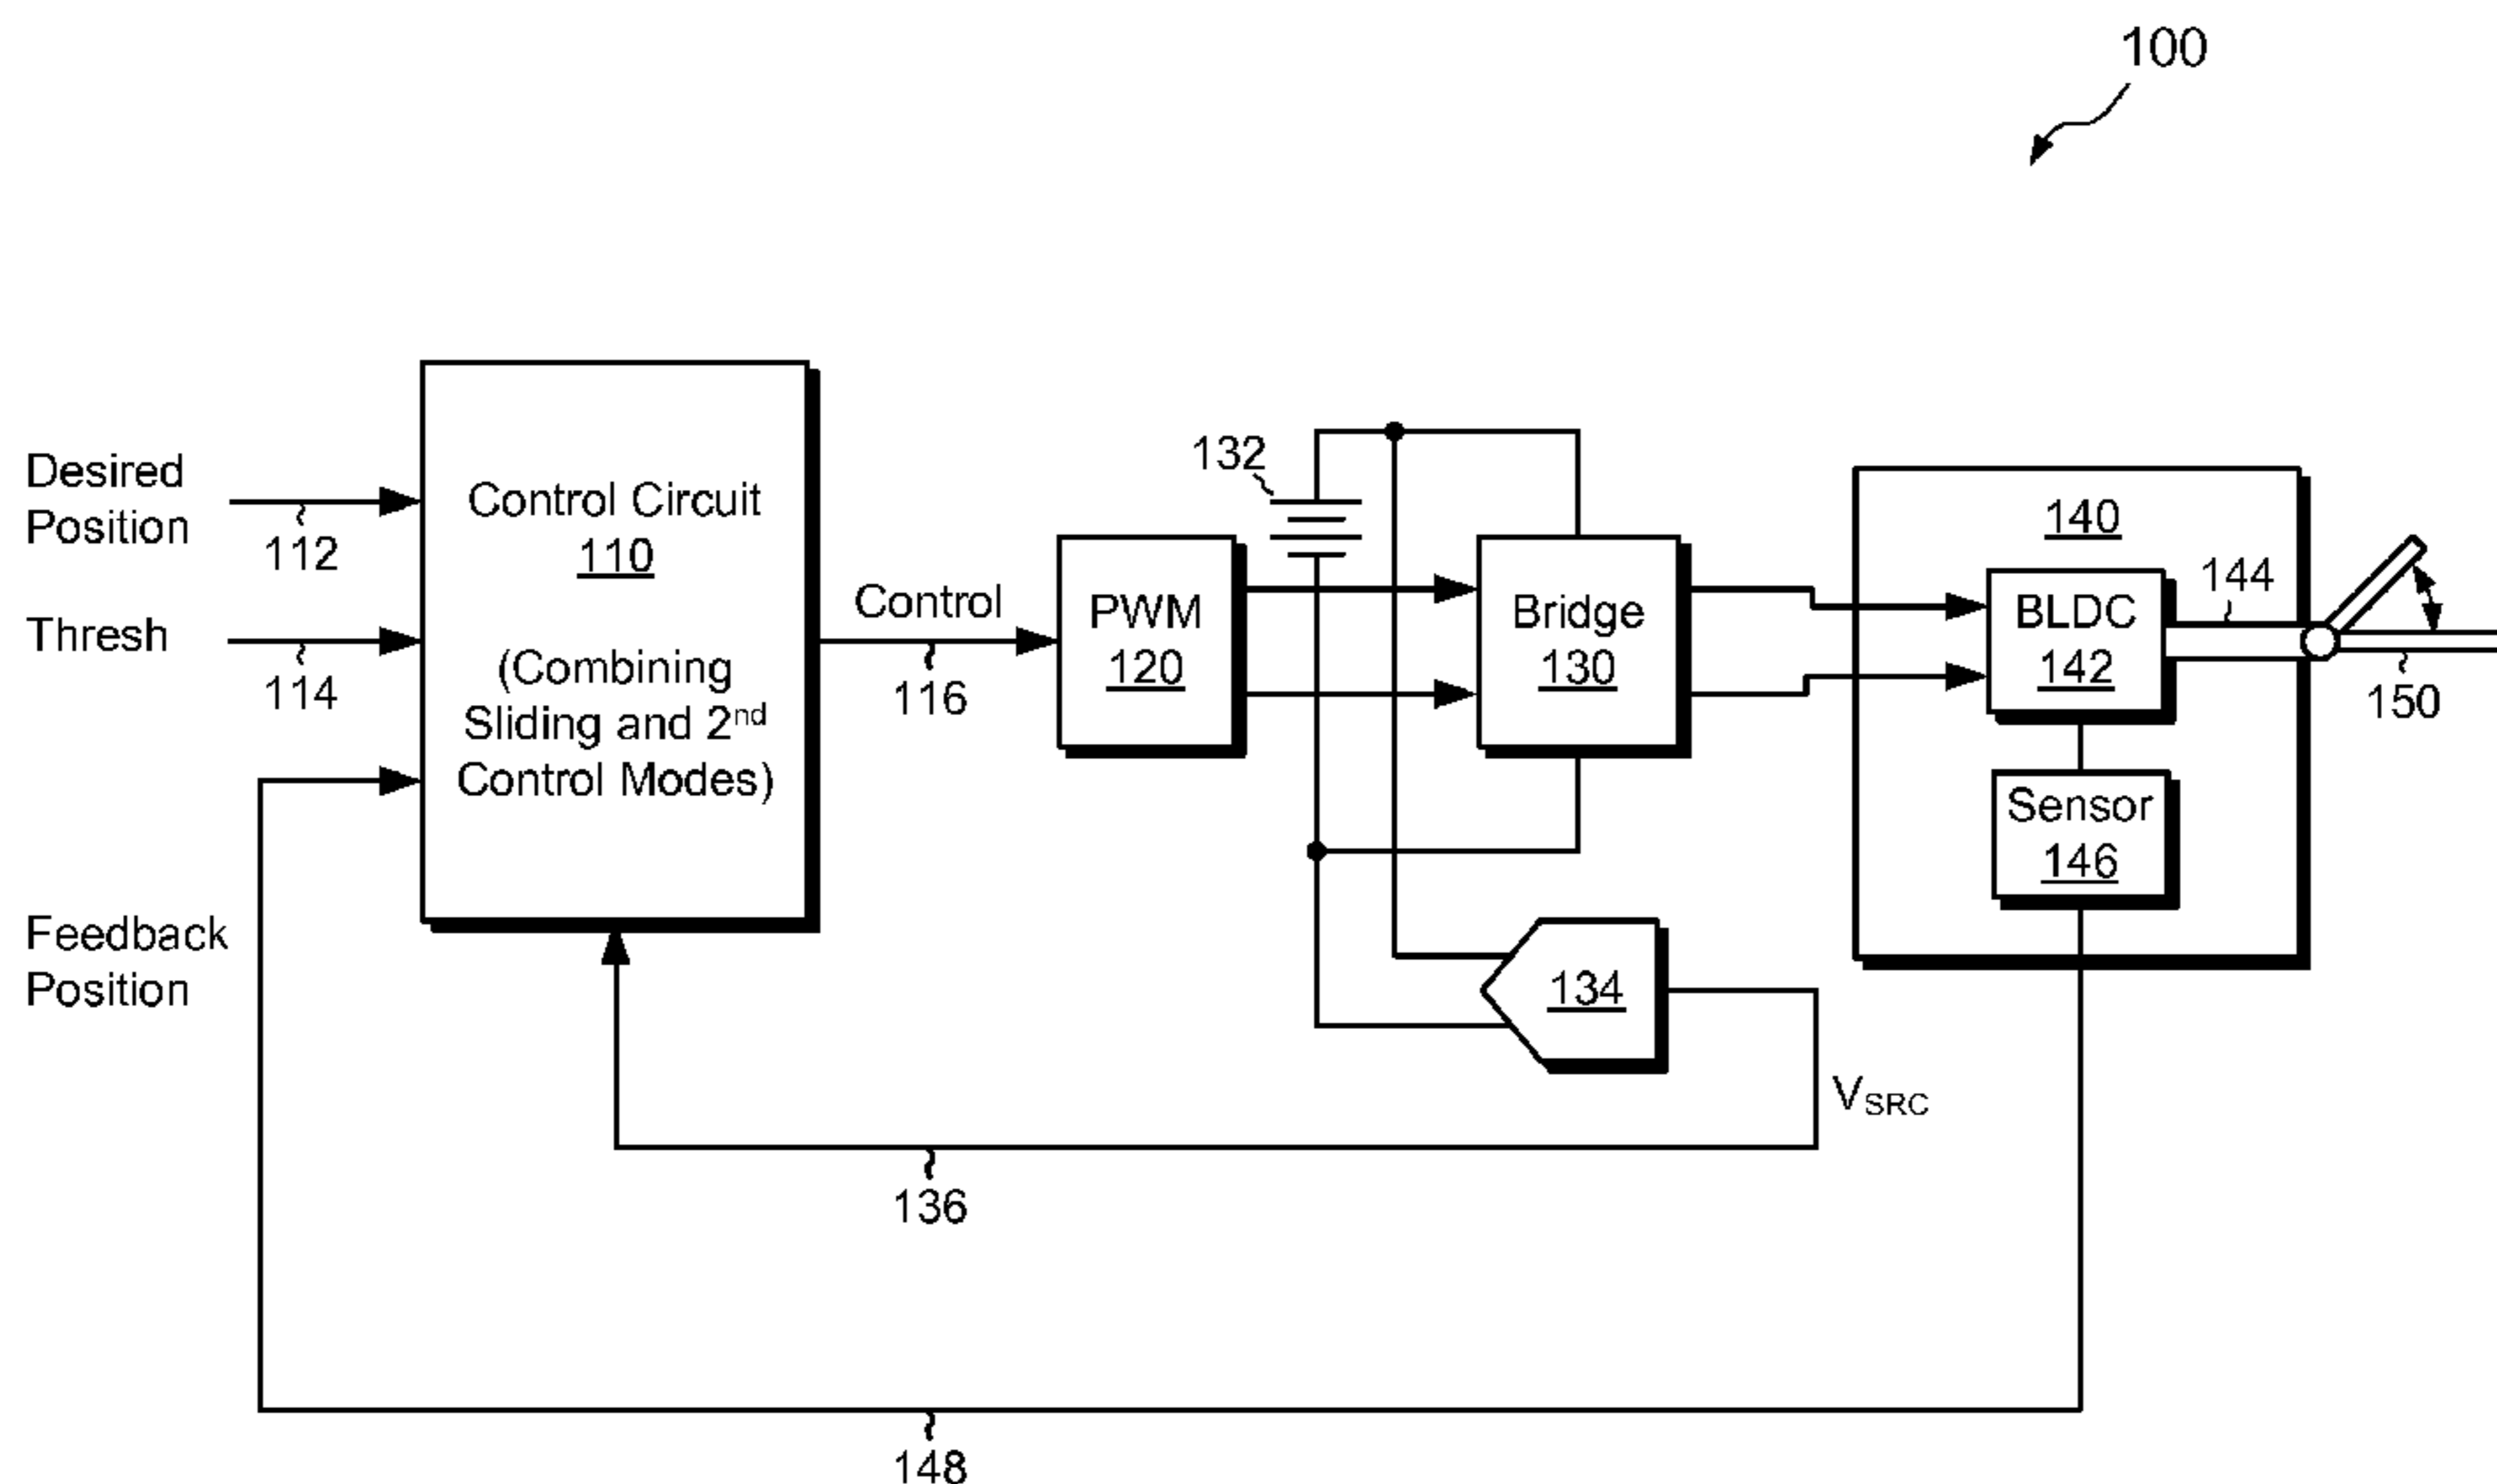 100
Desired
Position
112
Thresh
114
Feedback
Position
Control Circuit
110
(Combining
Sliding and 2nd
Control Modes)
Control
116
PWM
120
132
Bridge
130
134
VSRC
136
140
BLDC
142
144
Sensor
146
150
148